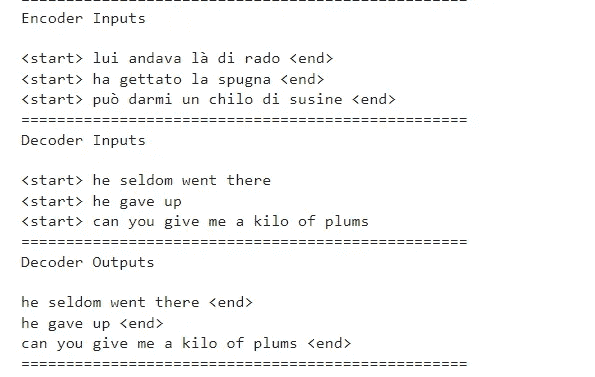 ==================================================
Encoder Inputs
<start> lui andava là di rado <end>
<start> ha gettato la spugna <end>
<start> può darmi un chilo di susine <end>
==================================================
Decoder Inputs
<start> he seldom went there
<start> he gave up
<start> can you give me a kilo of plums
==================================================
Decoder Outputs
he seldom went there <end>
he gave up <end>
can you give me a kilo of plums <end>
==================================================